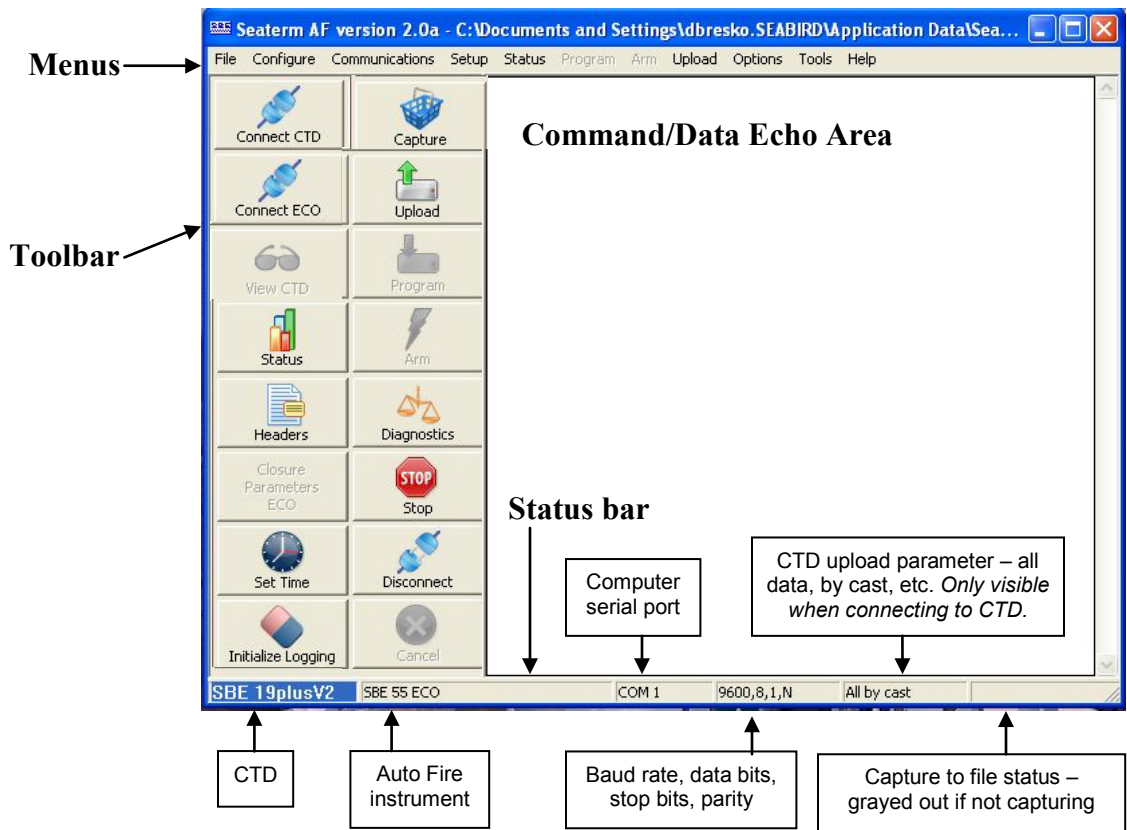 SBE Seaterm AF version 2.0a - C:\Documents and Settings\dbresko.SEABIRD\Application Data\Sea...
Menus
File Configure Communications Setup Status Program Arm Upload Options Tools Help
Connect CTD
Capture
Command/Data Echo Area
Connect ECO
Upload
Toolbar
View CTD
Program
Status
Arm
Headers
Diagnostics
Closure
Parameters
ECO
STOP
Stop
Status bar
Set Time
Disconnect
Computer
serial port
CTD upload parameter – all
data, by cast, etc. Only visible
when connecting to CTD.
Initialize Logging
Cancel
SBE 19plusV2 SBE 55 ECO COM 1 9600,8,1,N All by cast
CTD
Auto Fire
instrument
Baud rate, data bits,
stop bits, parity
Capture to file status –
grayed out if not capturing